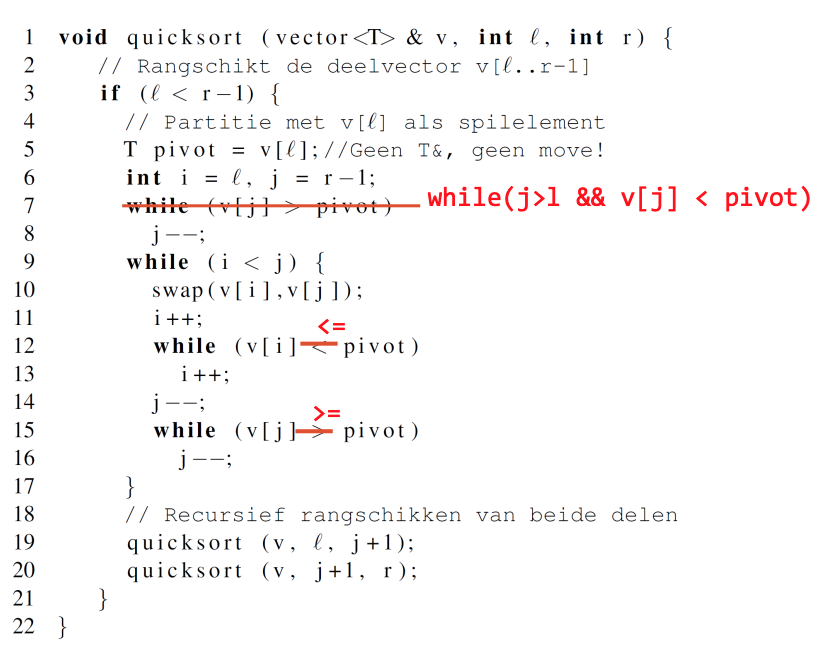 1 void quicksort (vector<T> & v, int ℓ, int r) {
2 // Rangschikt de deelvector v[ℓ..r-1]
3 if (ℓ < r-1) {
4 // Partitie met v[ℓ] als spilelement
5 T pivot = v[ℓ];//Geen T&, geen move!
6 int i = ℓ, j = r-1;
7 while (v[j] > pivot) while(j>l && v[j] < pivot)
8 j--;
9 while (i < j) {
10 swap(v[i],v[j]);
11 i++;
<=
12 while (v[i] < pivot)
13 i++;
14 j--;
>=
15 while (v[j] > pivot)
16 j--;
17 }
18 // Recursief rangschikken van beide delen
19 quicksort (v, ℓ, j+1);
20 quicksort (v, j+1, r);
21 }
22 }